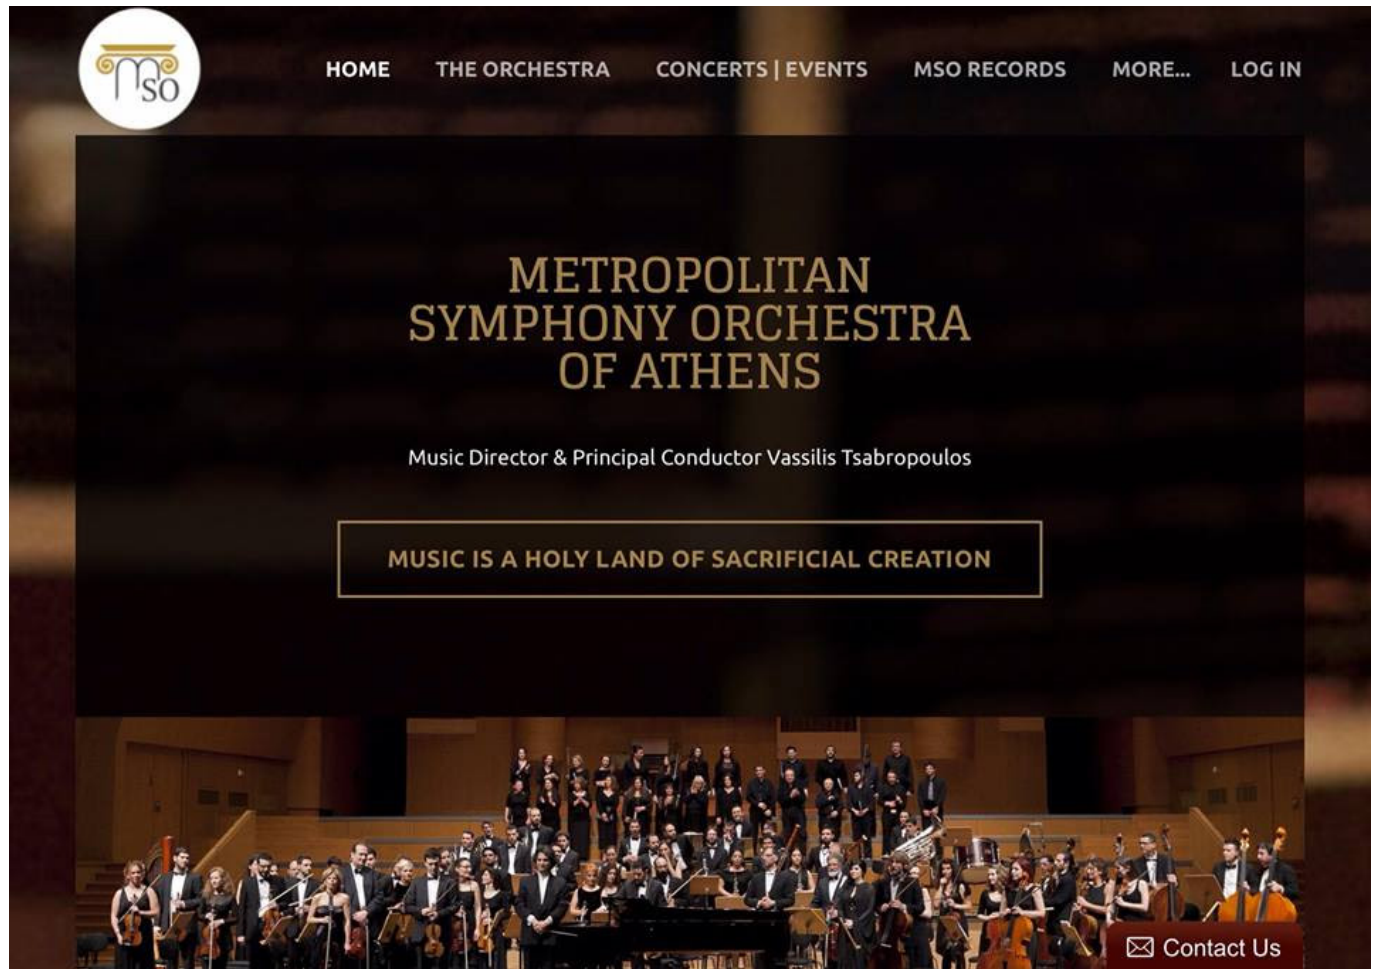 MSO
HOME
THE ORCHESTRA
CONCERTS | EVENTS
MSO RECORDS
MORE...
LOG IN
METROPOLITAN
SYMPHONY ORCHESTRA
OF ATHENS
Music Director & Principal Conductor Vassilis Tsabropoulos
MUSIC IS A HOLY LAND OF SACRIFICIAL CREATION
Contact Us